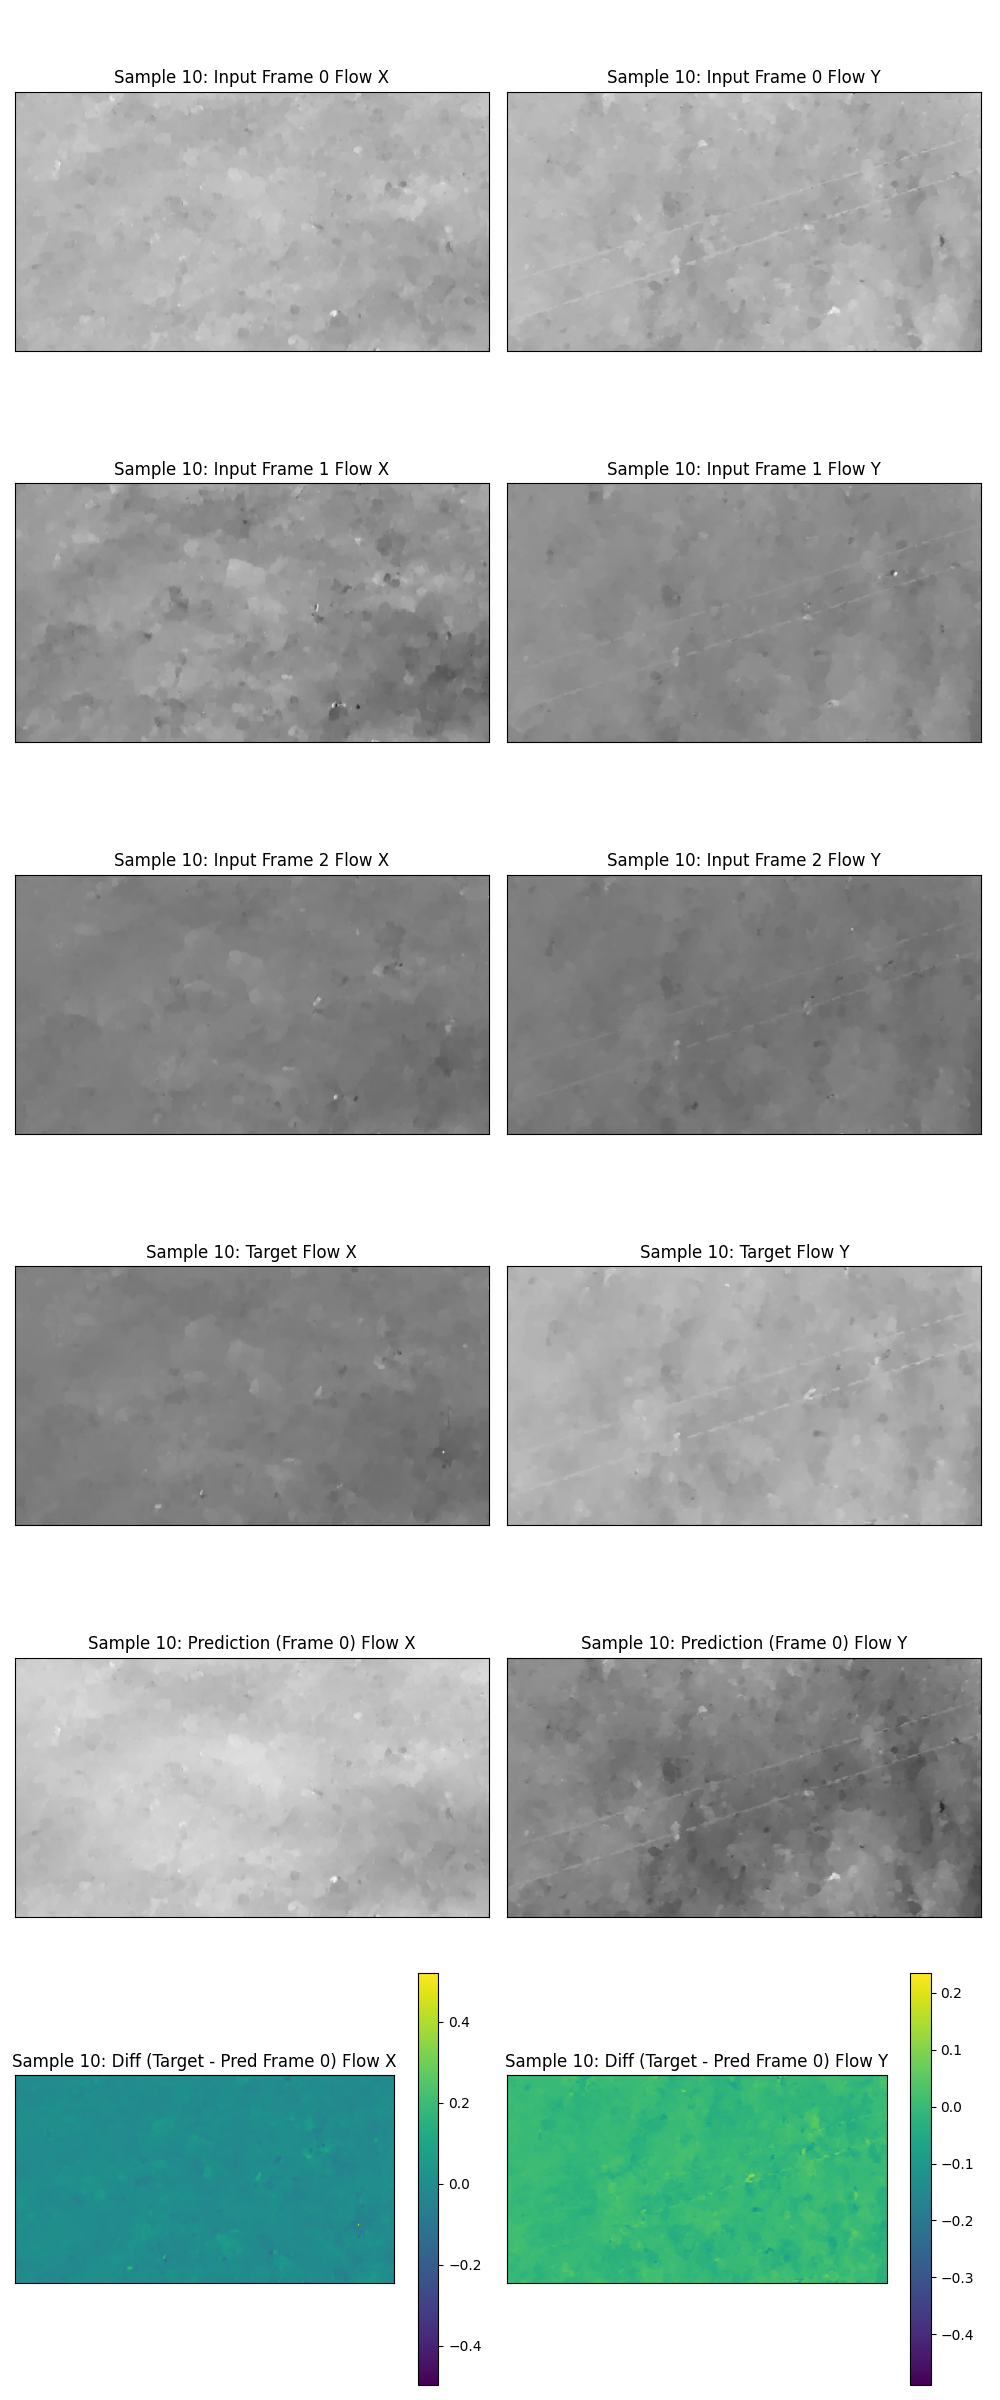 Sample 10: Input Frame 0 Flow X
Sample 10: Input Frame 0 Flow Y
Sample 10: Input Frame 1 Flow X
Sample 10: Input Frame 1 Flow Y
Sample 10: Input Frame 2 Flow X
Sample 10: Input Frame 2 Flow Y
Sample 10: Target Flow X
Sample 10: Target Flow Y
Sample 10: Prediction (Frame 0) Flow X
Sample 10: Prediction (Frame 0) Flow Y
Sample 10: Diff (Target - Pred Frame 0) Flow X
0.4
0.2
0.0
−0.2
−0.4
Sample 10: Diff (Target - Pred Frame 0) Flow Y
0.2
0.1
0.0
−0.1
−0.2
−0.3
−0.4